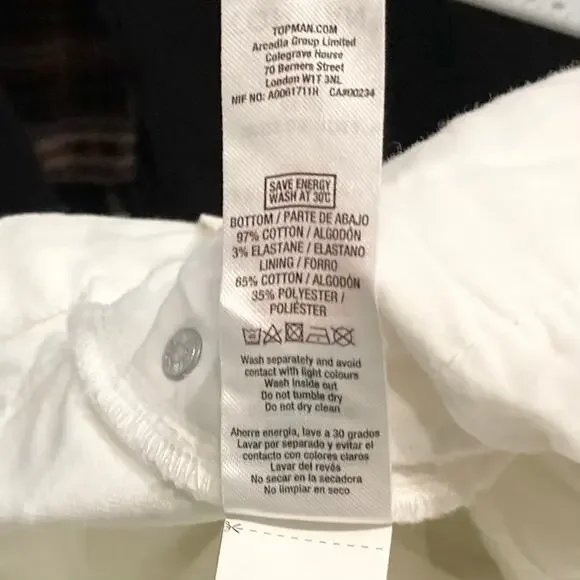 TOPMAN.COM
Arcadia Group Limited
Colegrave House
70 Berners Street
London W1T 3NL
NIF NO: A0061711H CA#00234
SAVE ENERGY
WASH AT 30C
BOTTOM / PARTE DE ABAJO
97% COTTON / ALGODÓN
3% ELASTANE / ELASTANO
LINING / FORRO
65% COTTON / ALGODÓN
35% POLYESTER /
POLIÉSTER
Wash separately and avoid
contact with light colours
Wash inside out
Do not tumble dry
Do not dry clean
Ahorre energia, lave a 30 grados
Lavar por separado y evitar el
contacto con colores claros
Lavar del revés
No secar en la secadora
No limpiar en seco